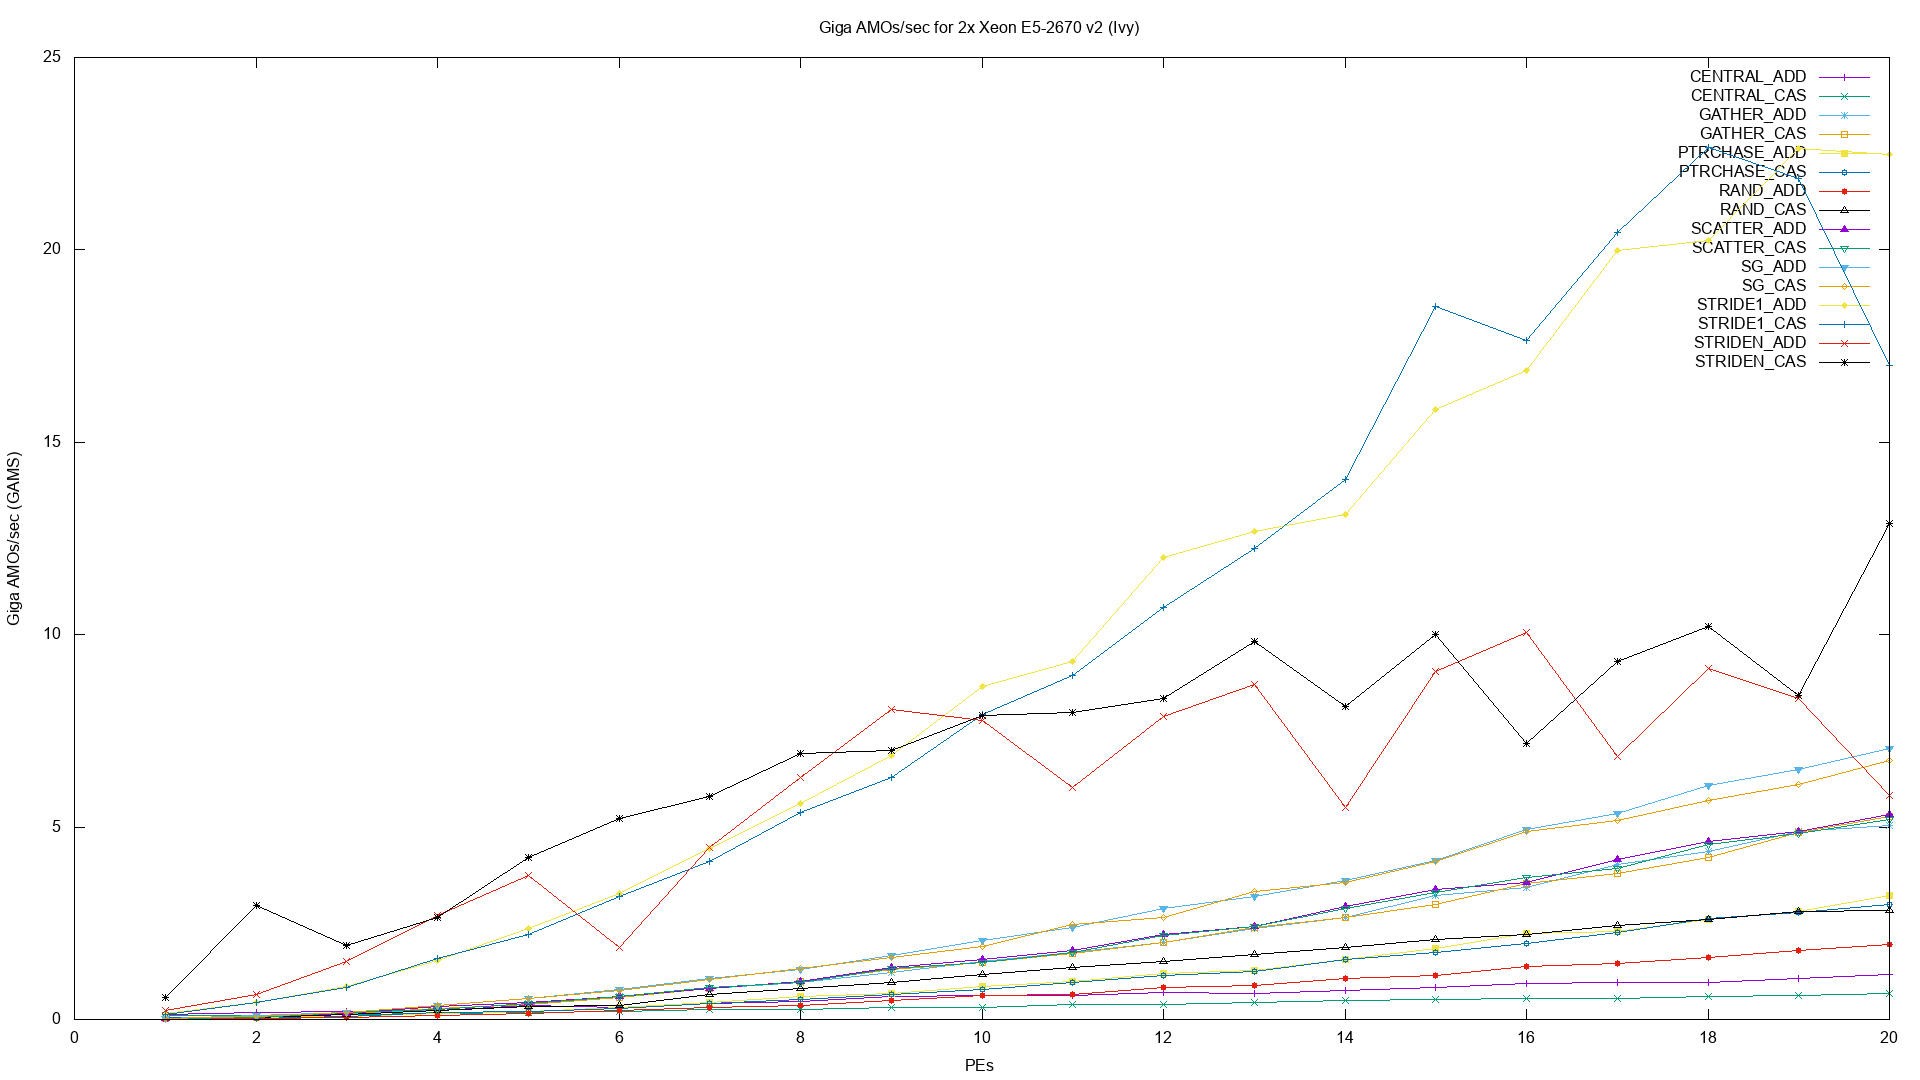 Giga AMOs/sec for 2x Xeon E5-2670 v2 (Ivy)
25
20
15
10
5
0
Giga AMOs/sec (GAMS)
CENTRAL_ADD
CENTRAL_CAS
GATHER_ADD
GATHER_CAS
PTRCHASE_ADD
PTRCHASE_CAS
RAND_ADD
RAND_CAS
SCATTER_ADD
SCATTER_CAS
SG_ADD
SG_CAS
STRIDE1_ADD
STRIDE1_CAS
STRIDEN_ADD
STRIDEN_CAS
0 2 4 6 8 10 12 14 16 18 20
PEs